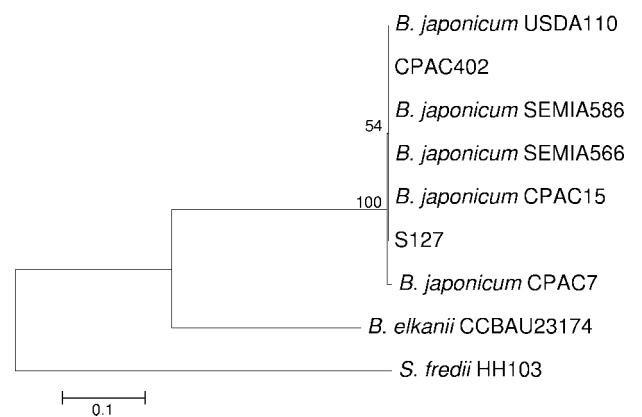 B. japonicum USDA110
CPAC402
B. japonicum SEMIA586
54
B. japonicum SEMIA566
B. japonicum CPAC15
100
S127
B. japonicum CPAC7
B. elkanii CCBAU23174
S. fredii HH103
0.1